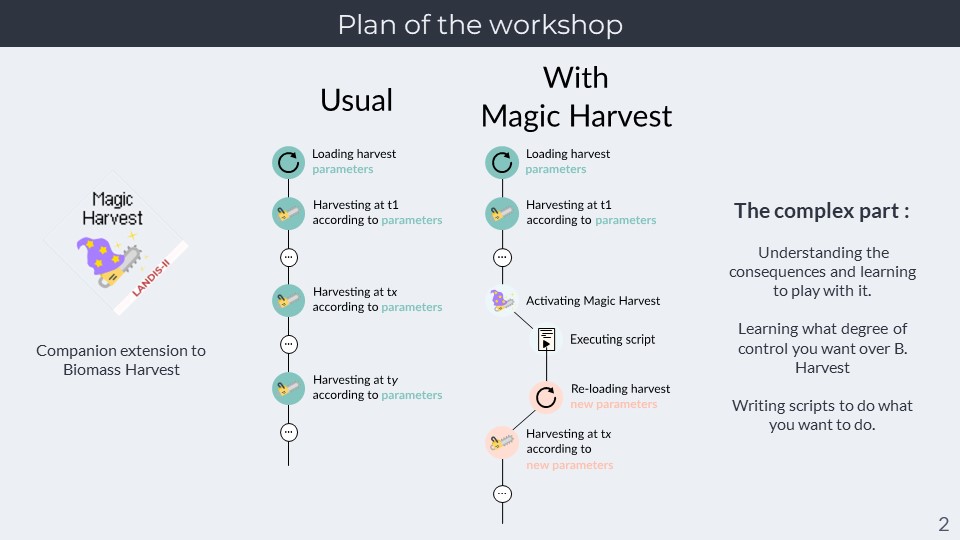 Plan of the workshop
Magic
Harvest
LANDIS-II
Companion extension to
Biomass Harvest
Usual
Loading harvest
parameters
Harvesting at t1
according to parameters
...
Harvesting at tx
according to parameters
...
Harvesting at ty
according to parameters
...
With
Magic Harvest
Loading harvest
parameters
Harvesting at t1
according to parameters
...
Activating Magic Harvest
Executing script
Re-loading harvest
new parameters
Harvesting at tx
according to
new parameters
...
The complex part :
Understanding the
consequences and learning
to play with it.
Learning what degree of
control you want over B.
Harvest
Writing scripts to do what
you want to do.
2